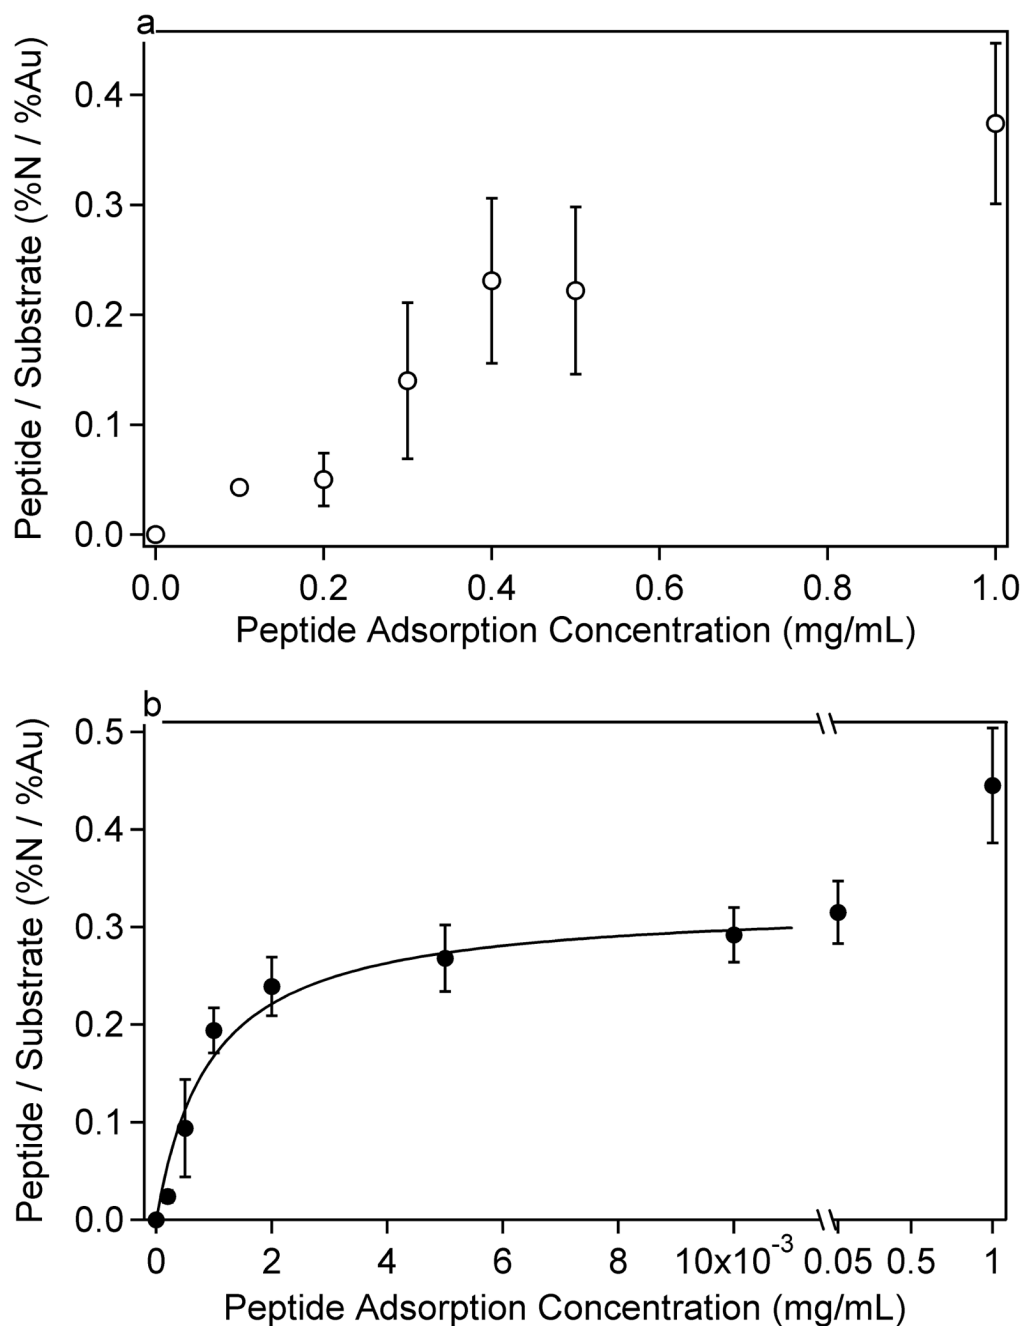 a
Peptide / Substrate (%N / %Au)
0.4
0.3
0.2
0.1
0.0
0.0 0.2 0.4 0.6 0.8 1.0
Peptide Adsorption Concentration (mg/mL)
b
Peptide / Substrate (%N / %Au)
0.5
0.4
0.3
0.2
0.1
0.0
0 2 4 6 8 10x10⁻³ 0.05 0.5 1
Peptide Adsorption Concentration (mg/mL)